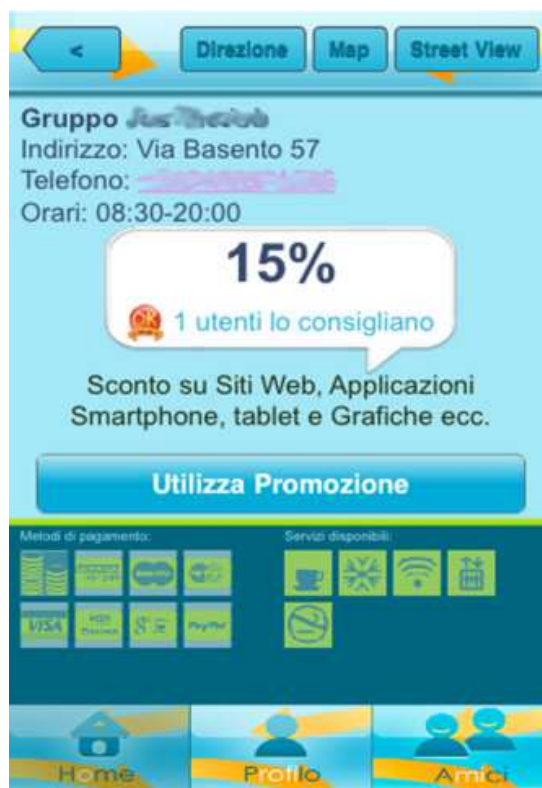 <
Direzione
Map
Street View
Gruppo
Indirizzo: Via Basento 57
Telefono:
Orari: 08:30-20:00
15%
OK
1 utenti lo consigliano
Sconto su Siti Web, Applicazioni
Smartphone, tablet e Grafiche ecc.
Utilizza Promozione
Metodi di pagamento:
Servizi disponibili:
VISA
PayPal
Home
Profilo
Amici